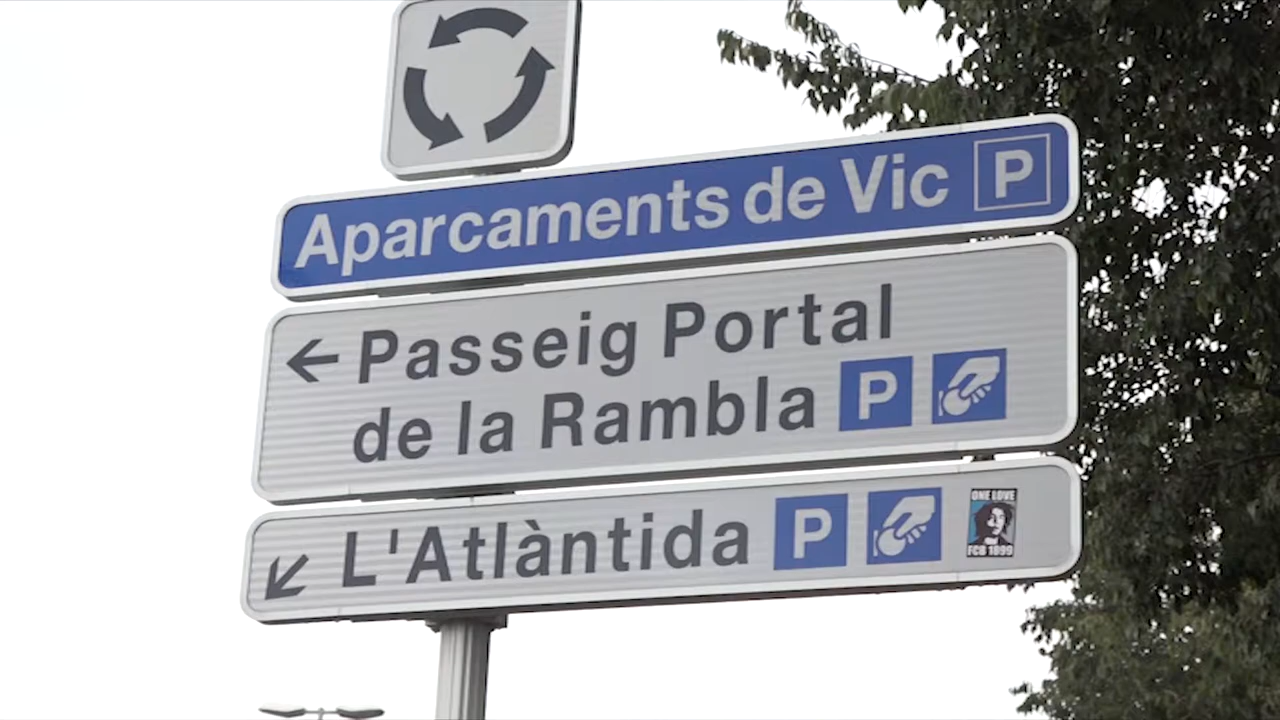 Aparcaments de Vic P
Passeig Portal
de la Rambla P
L'Atlàntida P
ONE LOVE
FCB 1899